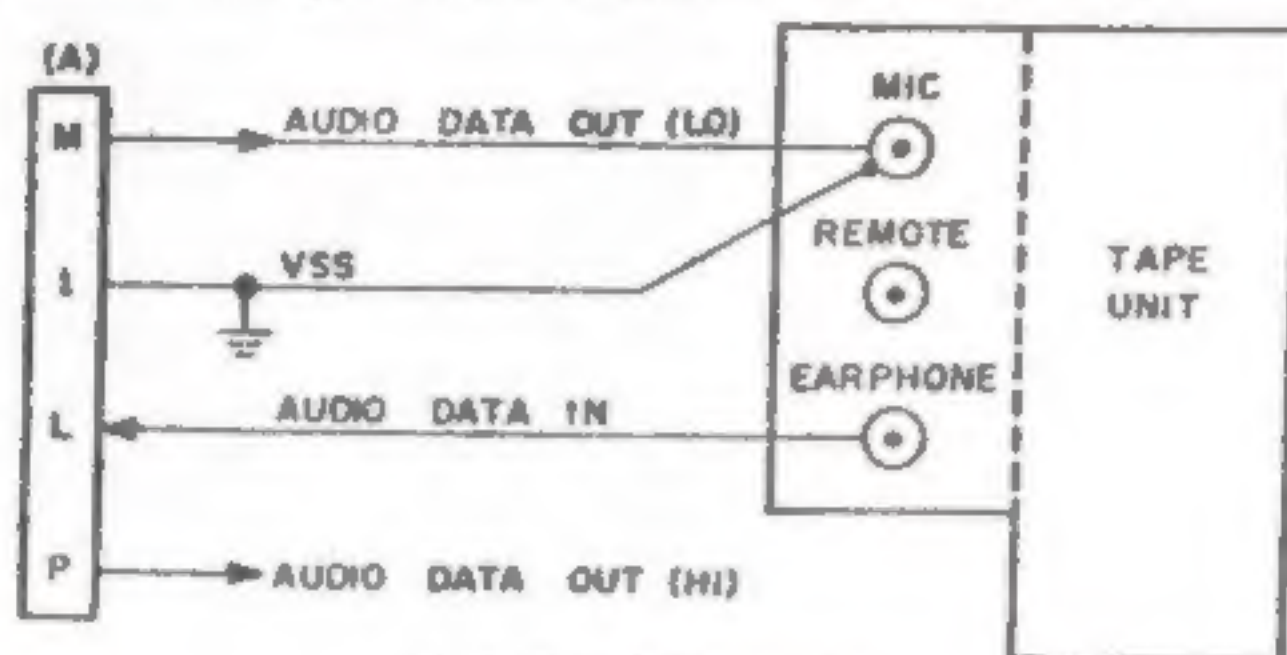 (A)
M
AUDIO DATA OUT (LO)
MIC
1
VSS
REMOTE
TAPE
UNIT
L
AUDIO DATA IN
EARPHONE
P
AUDIO DATA OUT (HI)